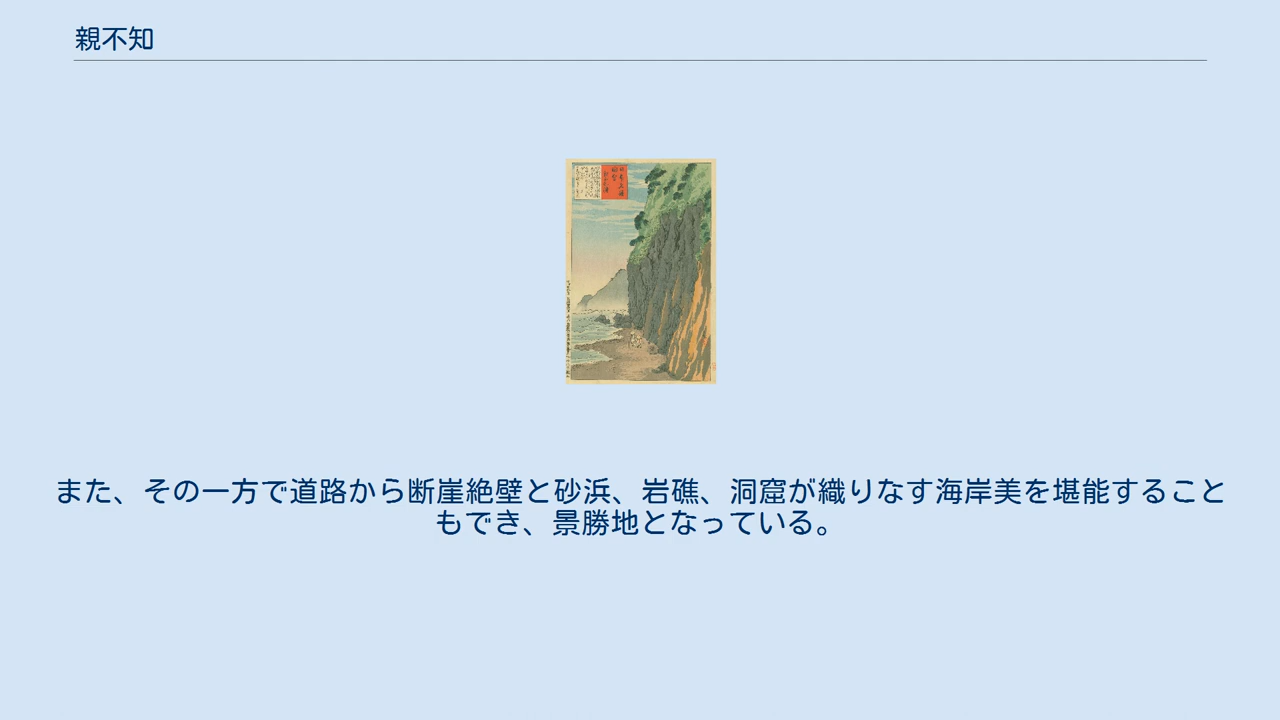 親不知
また、その一方で道路から断崖絶壁と砂浜、岩礁、洞窟が織りなす海岸美を堪能すること
もでき、景勝地となっている。